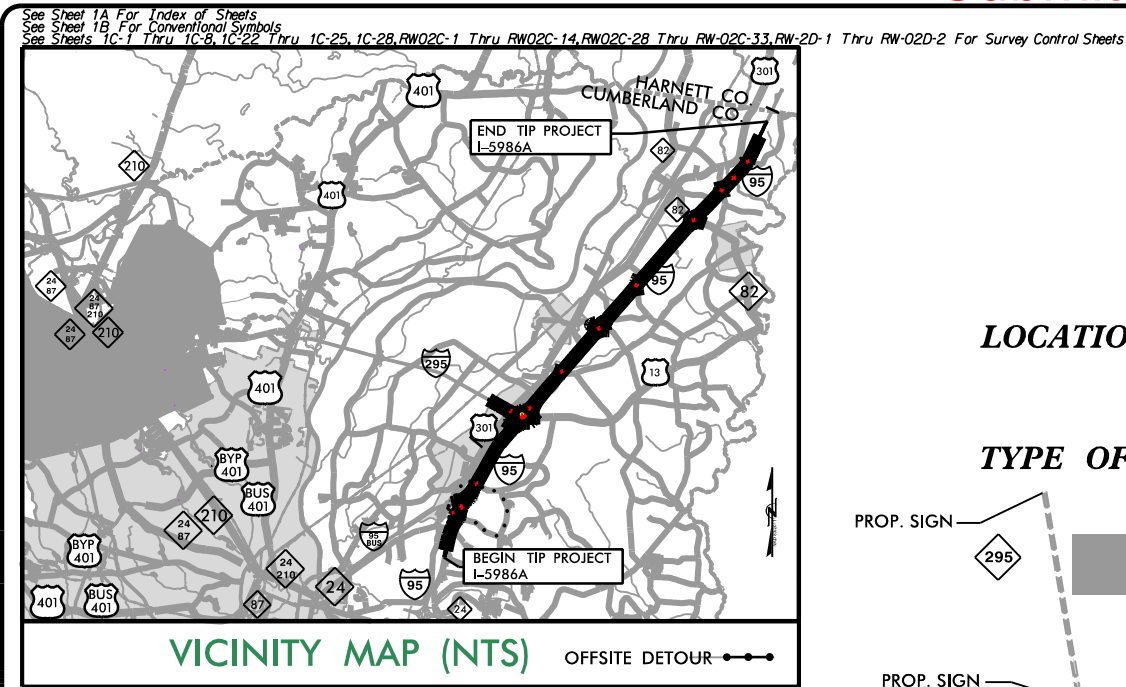 See Sheet 1A For Index of Sheets
See Sheet 1B For Conventional Symbols
See Sheets 1C-1 Thru 1C-8, 1C-22 Thru 1C-25, 1C-28, RW02C-1 Thru RW02C-14, RW02C-28 Thru RW-02C-33, RW-2D-1 Thru RW-02D-2 For Survey Control Sheets
301
401
HARNETT CO.
CUMBERLAND CO.
END TIP PROJECT
I-5986A
82
210
95
401
82
24
87
95
82
24
87
210
24
87
210
295
13
401
301
BYP
401
95
BUS
401
210
24
87
95
BUS
BYP
401
BEGIN TIP PROJECT
I-5986A
24
210
24
95
401
BUS
401
87
24
VICINITY MAP (NTS)
OFFSITE DETOUR
LOCATIO
TYPE OF
PROP. SIGN
295
PROP. SIGN